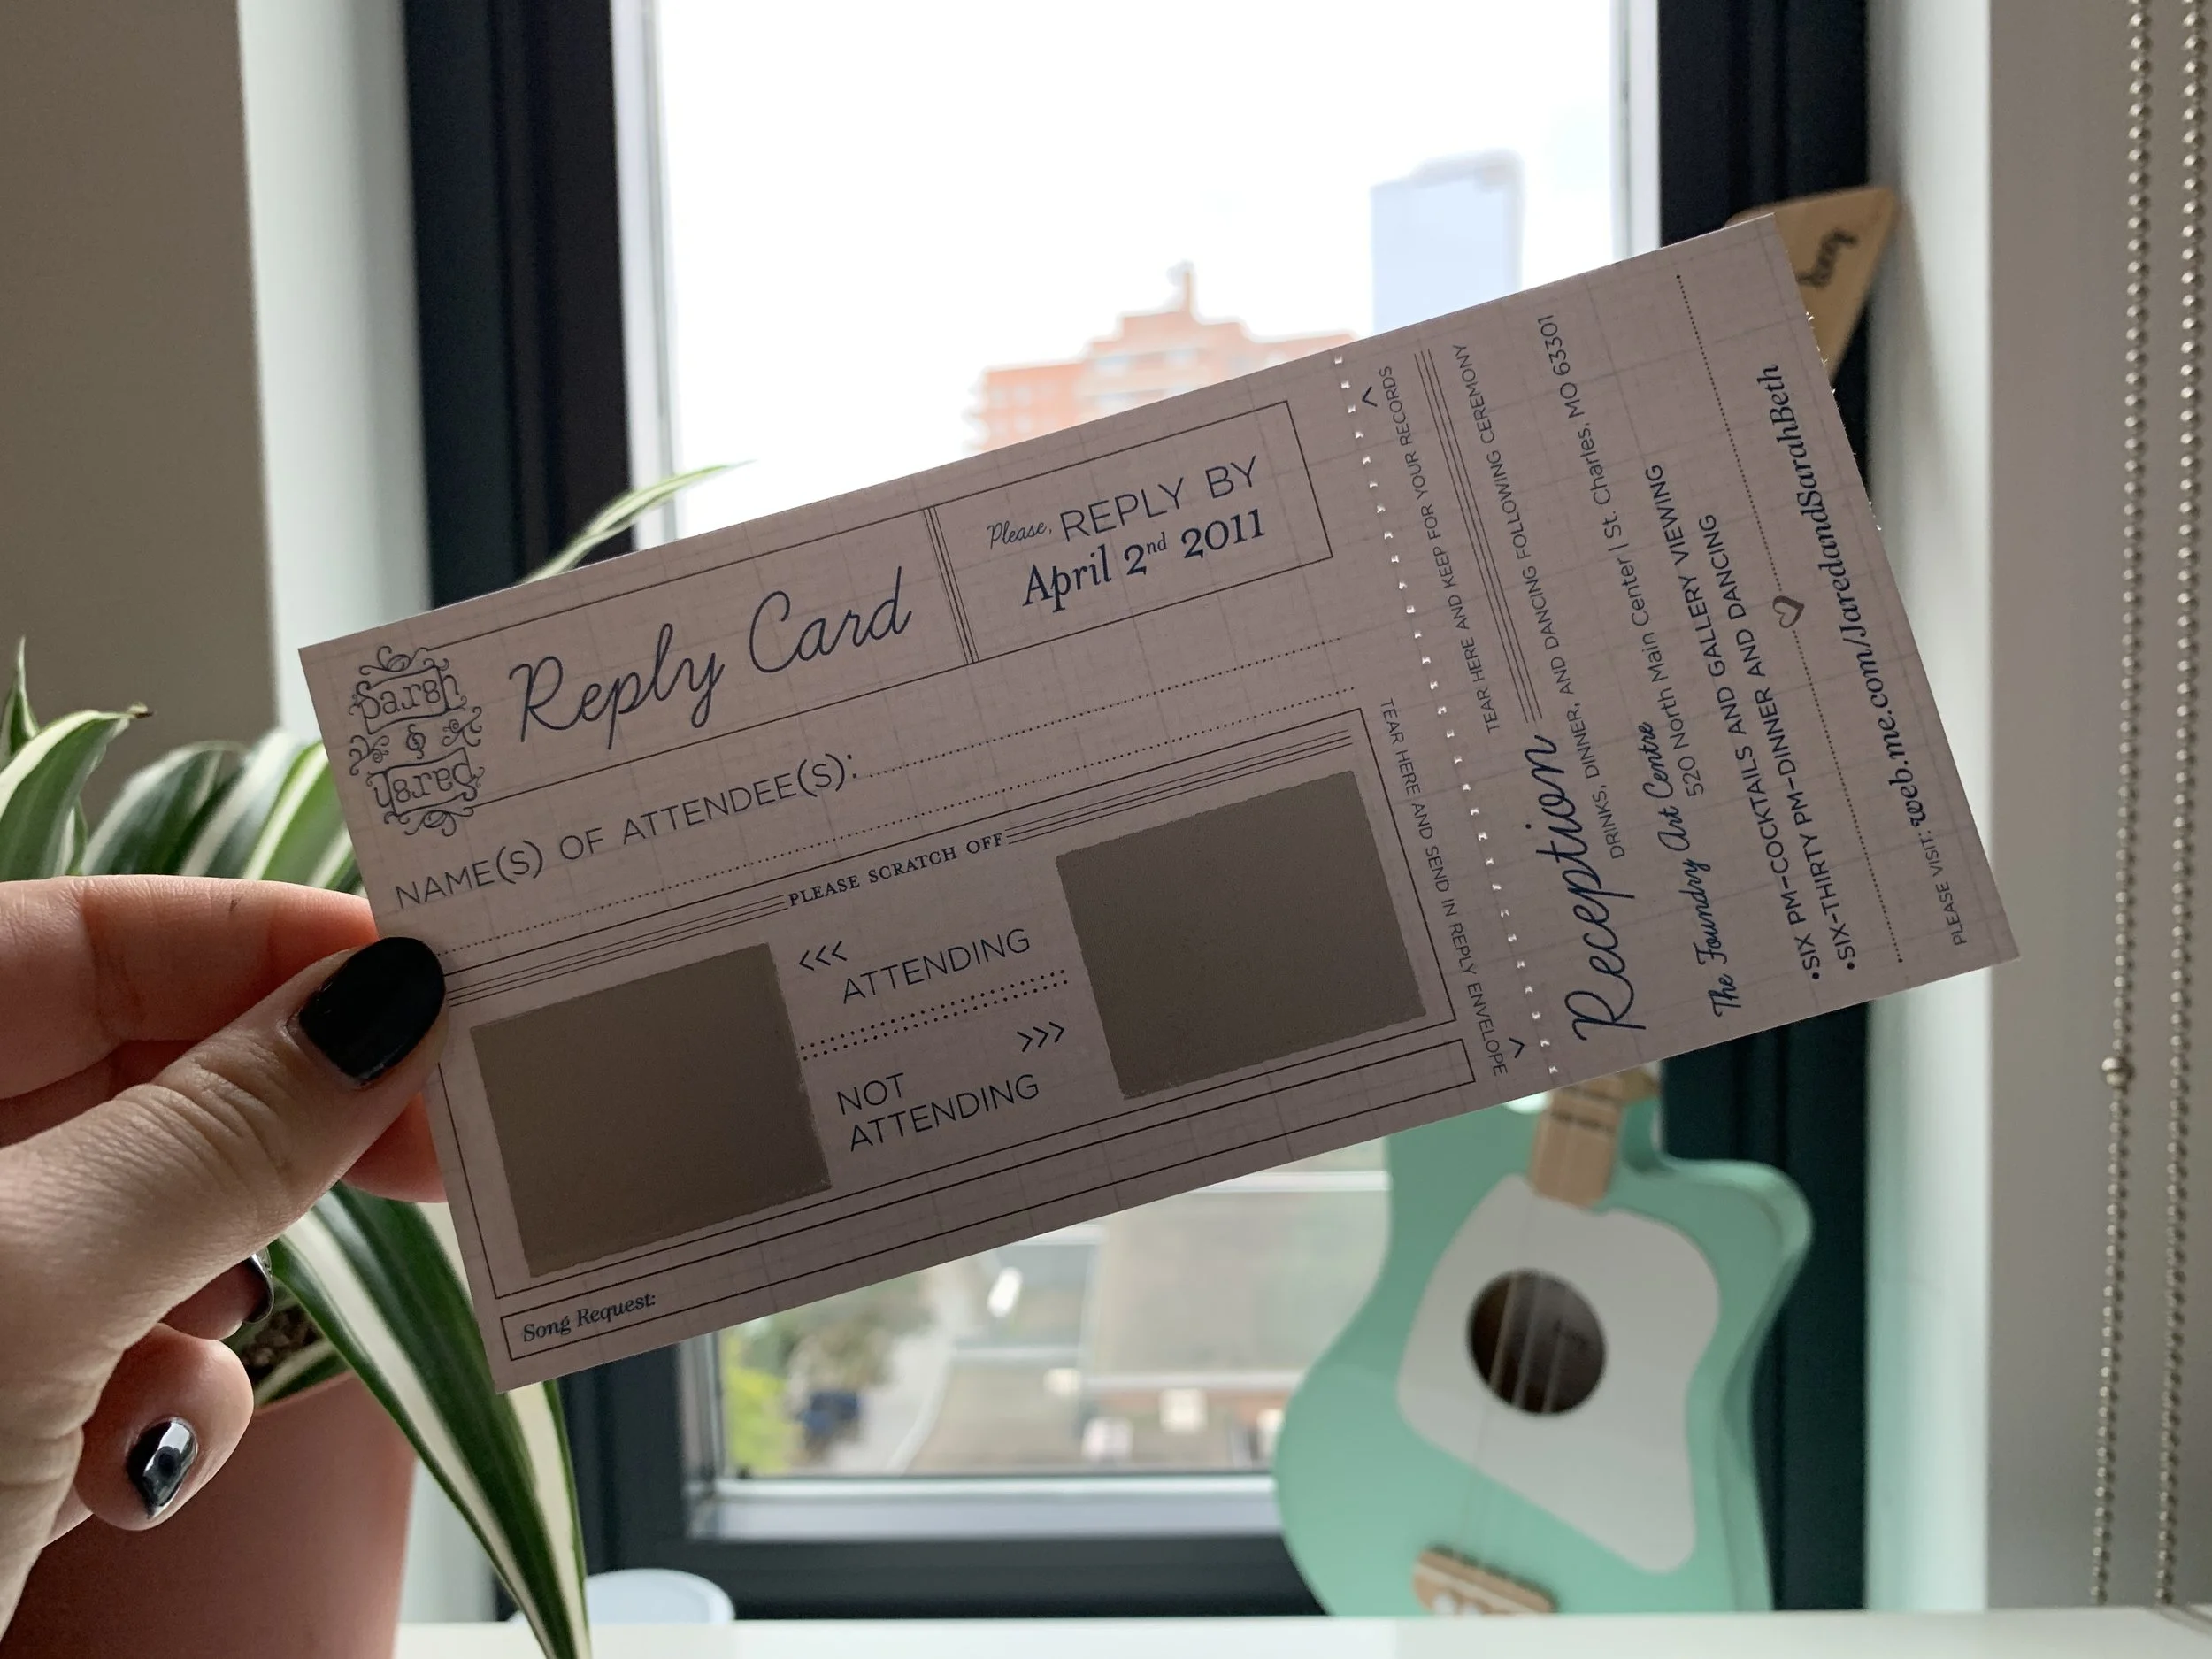 Sarah
&
Jared
Reply Card
Please, REPLY BY
April 2nd 2011
NAME(S) OF ATTENDEE(S):
PLEASE SCRATCH OFF
<<< ATTENDING
>>>
NOT
ATTENDING
Song Request:
TEAR HERE AND SEND IN REPLY ENVELOPE
TEAR HERE AND KEEP FOR YOUR RECORDS
Reception
DRINKS, DINNER, AND DANCING FOLLOWING CEREMONY
The Foundry Art Centre
520 North Main Center | St. Charles, MO 63301
•SIX PM–COCKTAILS AND GALLERY VIEWING
•SIX-THIRTY PM–DINNER AND DANCING
PLEASE VISIT: web.me.com/JaredandSarahBeth
loog